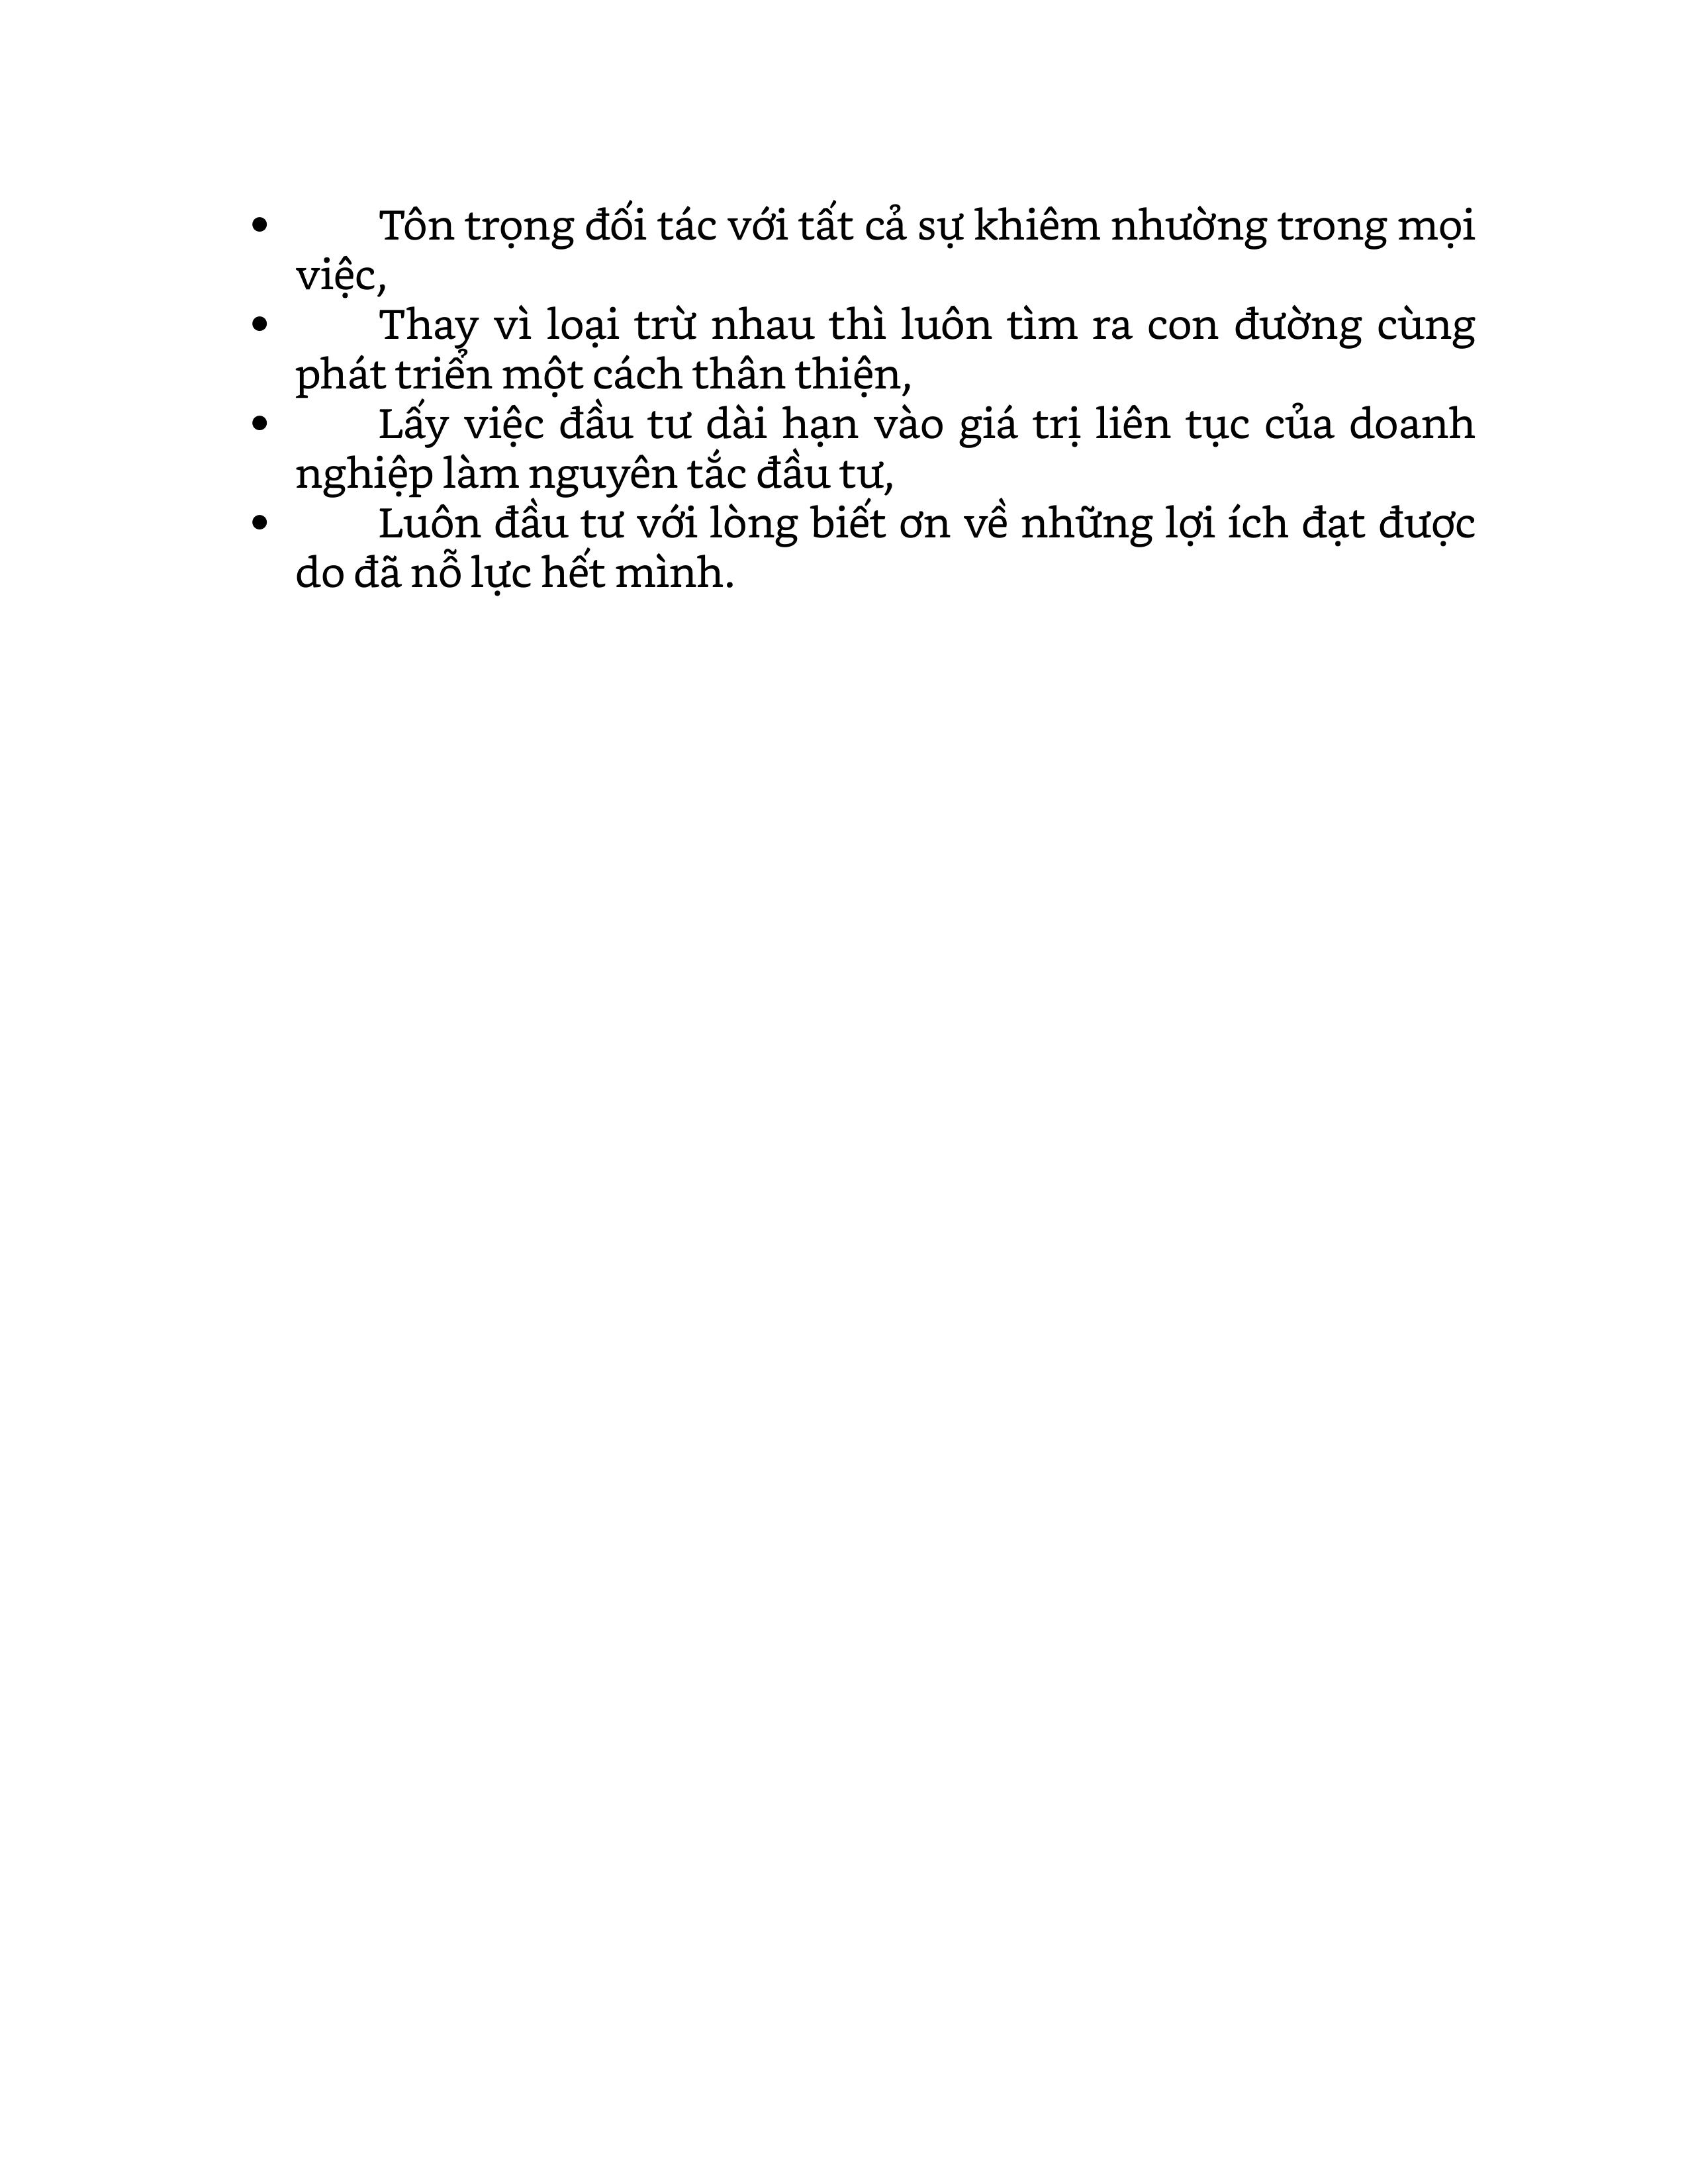 • Tôn trọng đối tác với tất cả sự khiêm nhường trong mọi
việc,
• Thay vì loại trừ nhau thì luôn tìm ra con đường cùng
phát triển một cách thân thiện,
• Lấy việc đầu tư dài hạn vào giá trị liên tục của doanh
nghiệp làm nguyên tắc đầu tư,
• Luôn đầu tư với lòng biết ơn về những lợi ích đạt được
do đã nỗ lực hết mình.